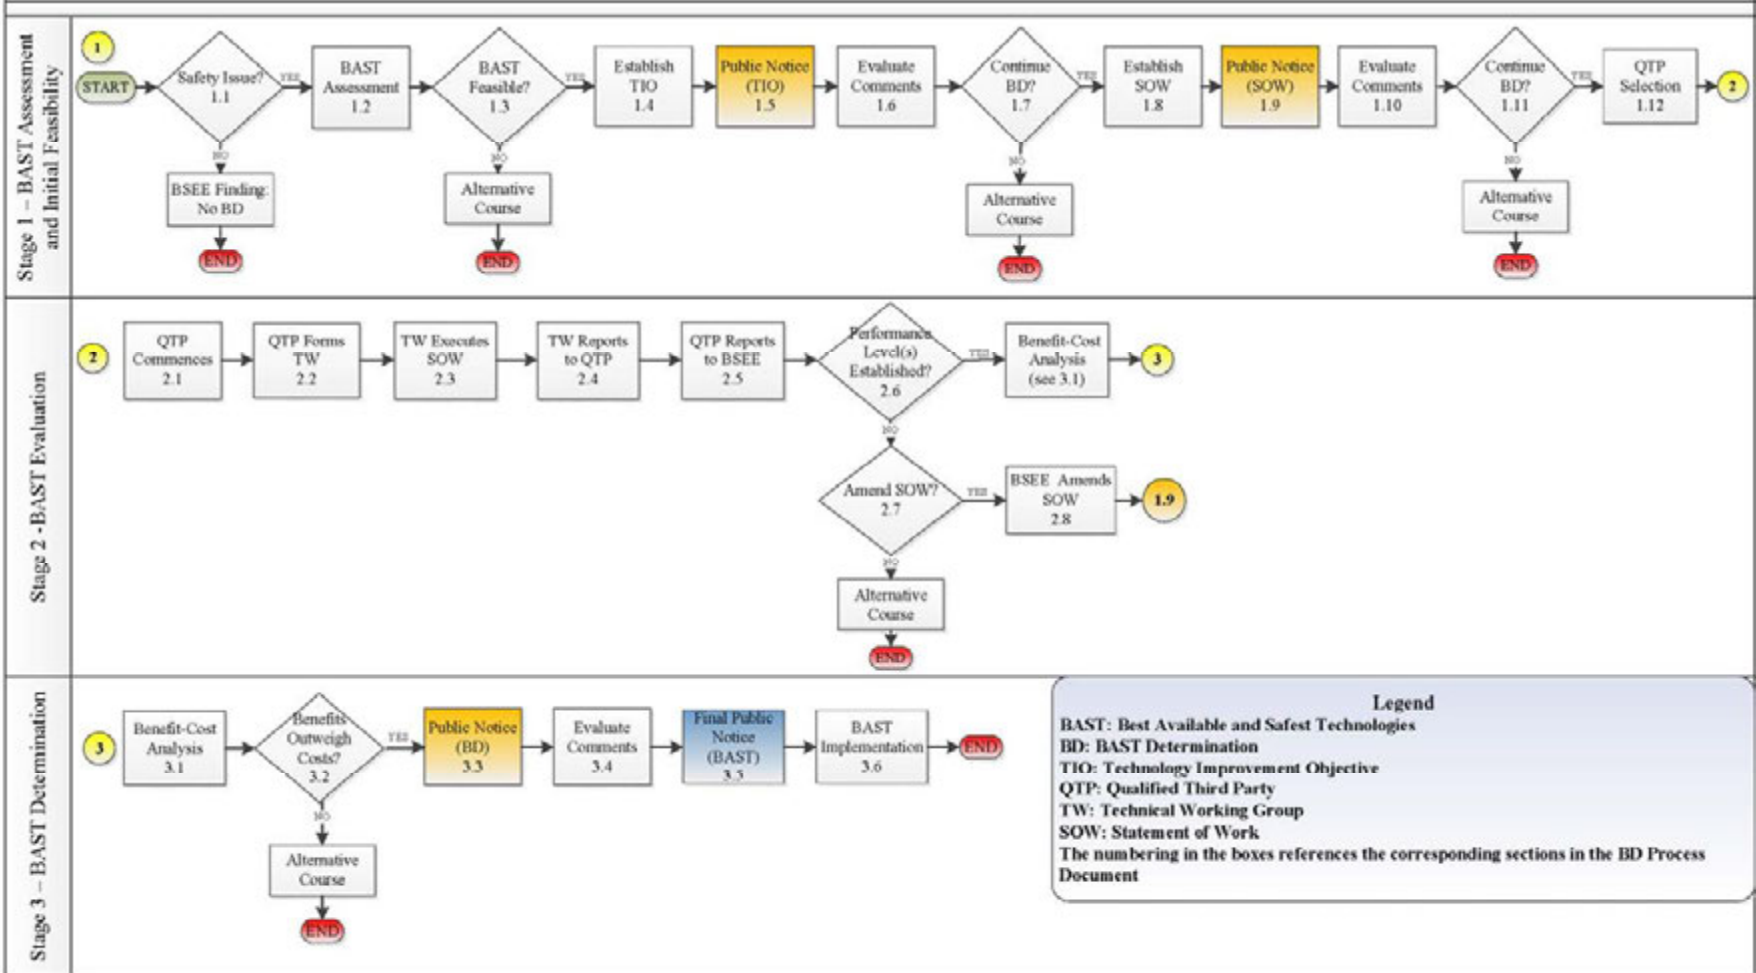 Stage 1 – BAST Assessment
and Initial Feasibility
1
START
Safety Issue?
1.1
YES
BAST
Assessment
1.2
BAST
Feasible?
1.3
YES
Establish
TIO
1.4
Public Notice
(TIO)
1.5
Evaluate
Comments
1.6
Continue
BD?
1.7
YES
Establish
SOW
1.8
Public Notice
(SOW)
1.9
Evaluate
Comments
1.10
Continue
BD?
1.11
YES
QTP
Selection
1.12
2
NO
BSEE Finding:
No BD
END
NO
Alternative
Course
END
NO
Alternative
Course
END
NO
Alternative
Course
END
Stage 2 -BAST Evaluation
2
QTP
Commences
2.1
QTP Forms
TW
2.2
TW Executes
SOW
2.3
TW Reports
to QTP
2.4
QTP Reports
to BSEE
2.5
Performance
Level(s)
Established?
2.6
YES
Benefit-Cost
Analysis
(see 3.1)
3
NO
Amend SOW?
2.7
YES
BSEE Amends
SOW
2.8
1.9
NO
Alternative
Course
END
Stage 3 – BAST Determination
3
Benefit-Cost
Analysis
3.1
Benefits
Outweigh
Costs?
3.2
YES
Public Notice
(BD)
3.3
Evaluate
Comments
3.4
Final Public
Notice
(BAST)
3.5
BAST
Implementation
3.6
END
NO
Alternative
Course
END
Legend
BAST: Best Available and Safest Technologies
BD: BAST Determination
TIO: Technology Improvement Objective
QTP: Qualified Third Party
TW: Technical Working Group
SOW: Statement of Work
The numbering in the boxes references the corresponding sections in the BD Process
Document